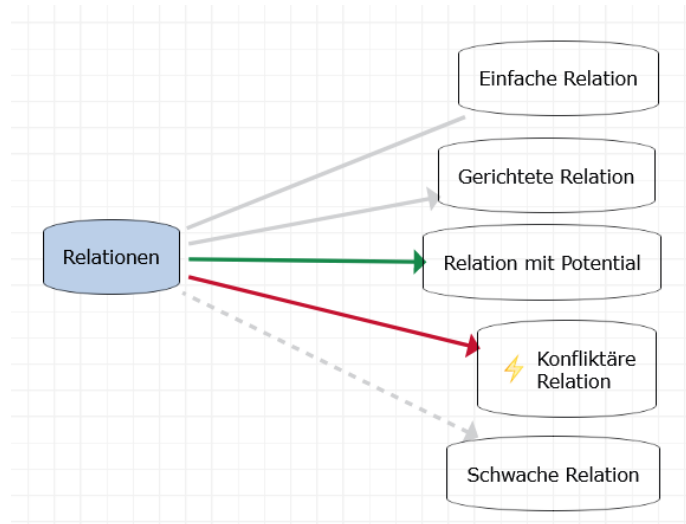 Einfache Relation
Gerichtete Relation
Relationen
Relation mit Potential
Konfliktäre
Relation
Schwache Relation